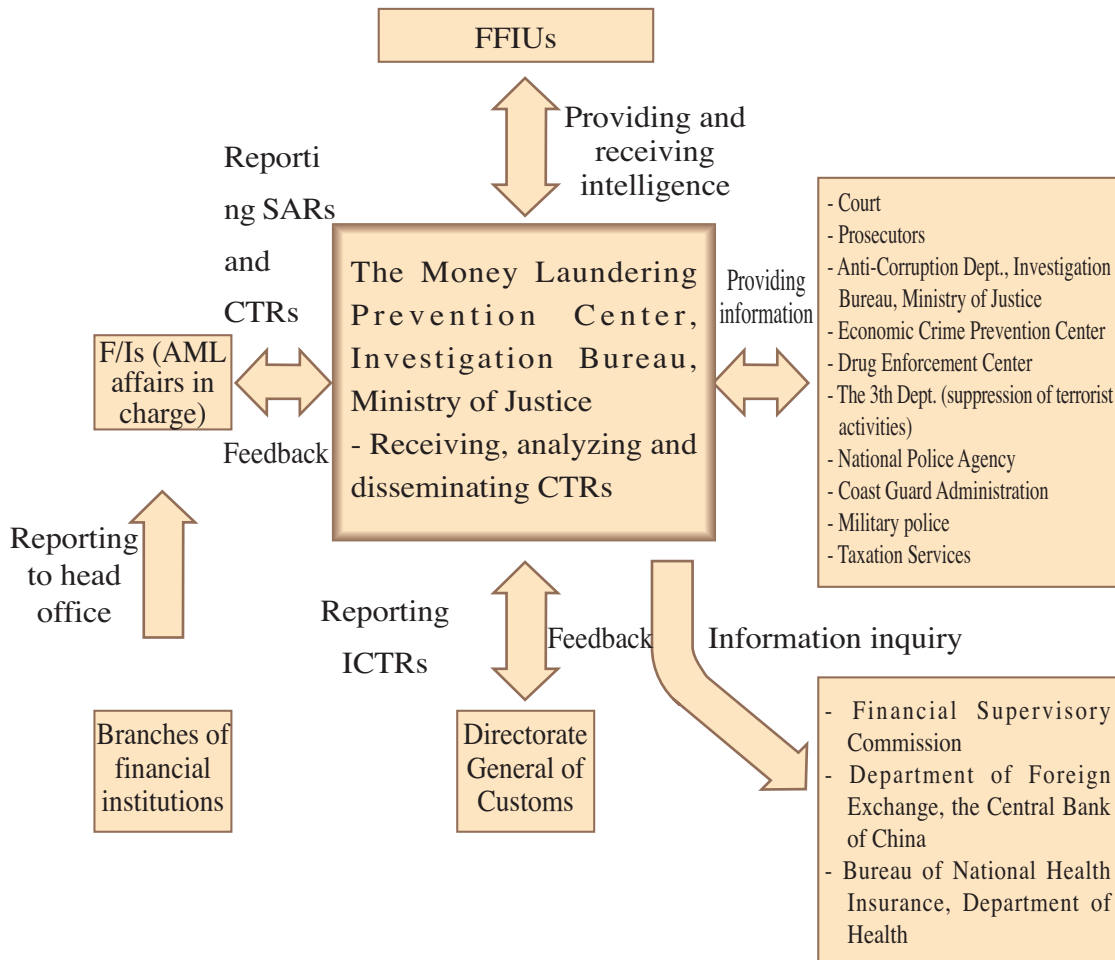 FFIUs
Providing and
receiving
intelligence
Reporti
ng SARs
and
CTRs
The Money Laundering
Prevention Center,
Investigation Bureau,
Ministry of Justice
- Receiving, analyzing and
disseminating CTRs
Providing
information
- Court
- Prosecutors
- Anti-Corruption Dept., Investigation
Bureau, Ministry of Justice
- Economic Crime Prevention Center
- Drug Enforcement Center
- The 3th Dept. (suppression of terrorist
activities)
- National Police Agency
- Coast Guard Administration
- Military police
- Taxation Services
F/Is (AML
affairs in
charge)
Feedback
Reporting
to head
office
Branches of
financial
institutions
Reporting
ICTRs
Feedback
Directorate
General of
Customs
Information inquiry
- Financial Supervisory
Commission
- Department of Foreign
Exchange, the Central Bank
of China
- Bureau of National Health
Insurance, Department of
Health